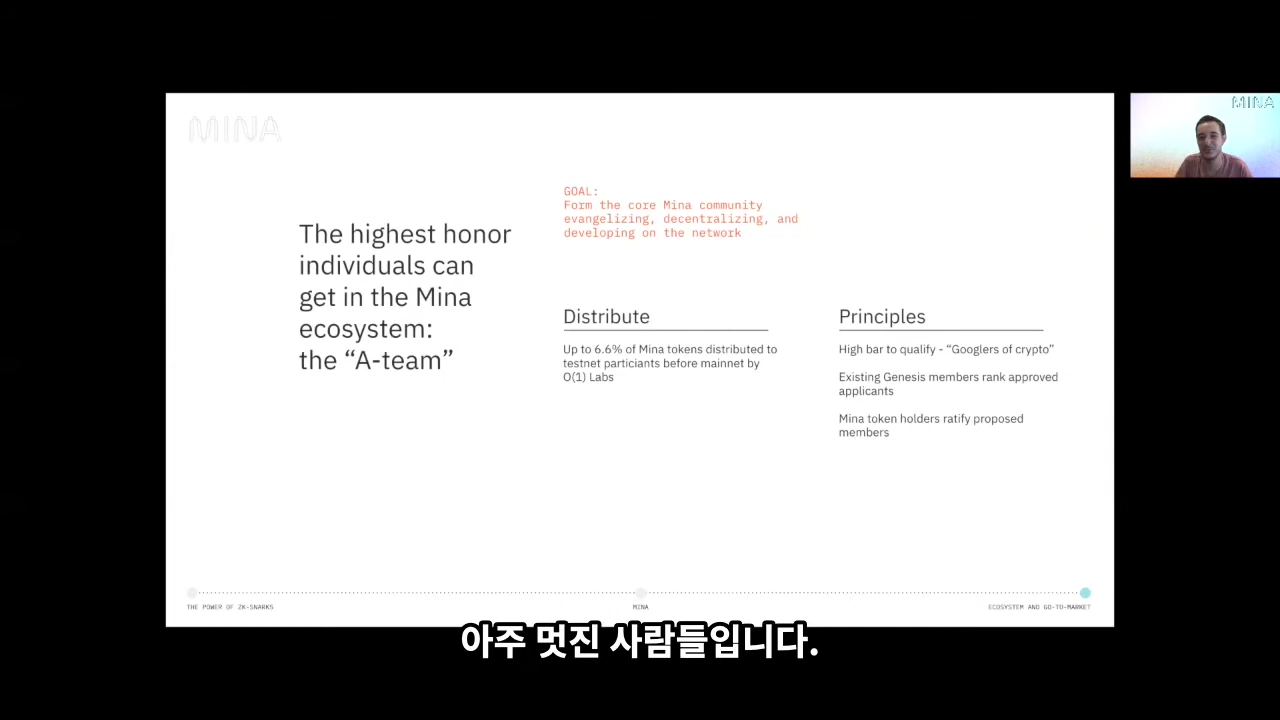 MINA
MINA
GOAL:
Form the core Mina community
evangelizing, decentralizing, and
developing on the network
The highest honor
individuals can
get in the Mina
ecosystem:
the “A-team”
Distribute
Up to 6.6% of Mina tokens distributed to
testnet particiants before mainnet by
O(1) Labs
Principles
High bar to qualify - “Googlers of crypto”
Existing Genesis members rank approved
applicants
Mina token holders ratify proposed
members
THE POWER OF ZK-SNARKS
MINA
ECOSYSTEM AND GO-TO-MARKET
아주 멋진 사람들입니다.